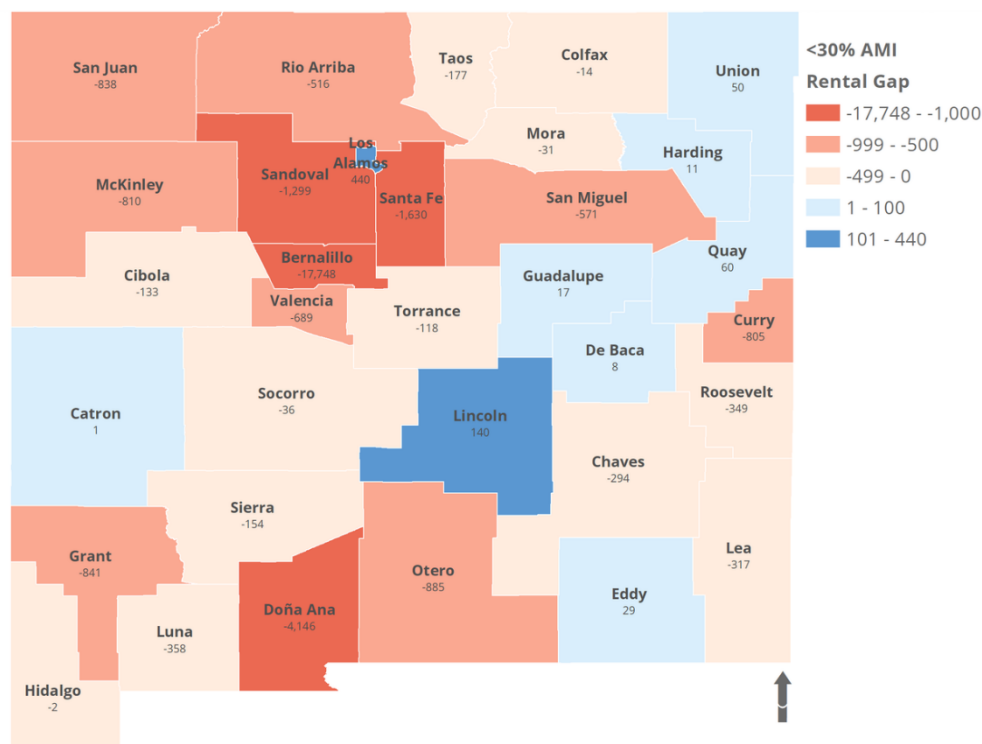 San Juan
-838
Rio Arriba
-516
Taos
-177
Colfax
-14
Union
50
<30% AMI
Rental Gap
-17,748 - -1,000
-999 - -500
-499 - 0
1 - 100
101 - 440
Mora
-31
Harding
11
Los
Alamos
440
McKinley
-810
Sandoval
-1,299
Santa Fe
-1,630
San Miguel
-571
Quay
60
Bernalillo
-17,748
Cibola
-133
Guadalupe
17
Valencia
-689
Torrance
-118
Curry
-805
De Baca
8
Catron
1
Socorro
-36
Lincoln
140
Roosevelt
-349
Chaves
-294
Sierra
-154
Grant
-841
Otero
-885
Lea
-317
Eddy
29
Doña Ana
-4,146
Luna
-358
Hidalgo
-2